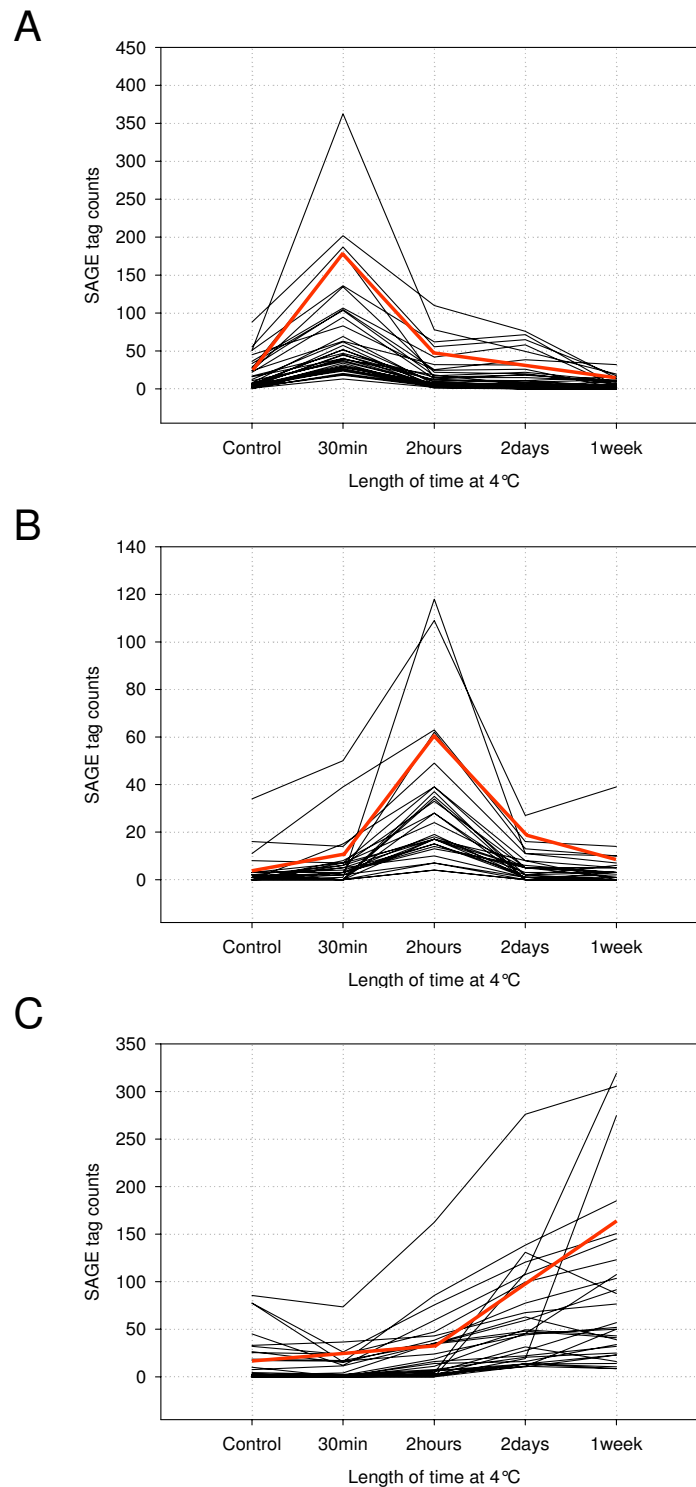 A
450
400
350
300
250
200
150
100
50
0
SAGE tag counts
Control 30min 2hours 2days 1week
Length of time at 4°C
B
140
120
100
80
60
40
20
0
SAGE tag counts
Control 30min 2hours 2days 1week
Length of time at 4°C
C
350
300
250
200
150
100
50
0
SAGE tag counts
Control 30min 2hours 2days 1week
Length of time at 4°C